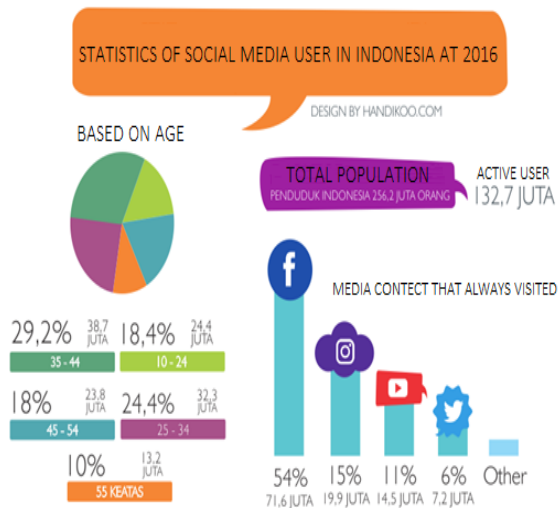 STATISTICS OF SOCIAL MEDIA USER IN INDONESIA AT 2016
DESIGN BY HANDIKOO.COM
BASED ON AGE
TOTAL POPULATION
PENDUDUK INDONESIA 256,2 JUTA ORANG
ACTIVE USER
132,7 JUTA
MEDIA CONTECT THAT ALWAYS VISITED
29,2% 38,7 JUTA
35 - 44
18,4% 24,4 JUTA
10 - 24
18% 23,8 JUTA
45 - 54
24,4% 32,3 JUTA
25 - 34
10% 13,2 JUTA
55 KEATAS
54% 15% 11% 6% Other
71,6 JUTA 19,9 JUTA 14,5 JUTA 7,2 JUTA